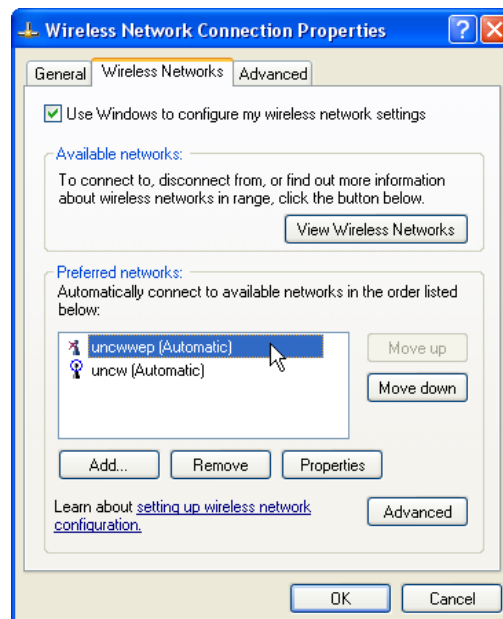 Wireless Network Connection Properties
General Wireless Networks Advanced
Use Windows to configure my wireless network settings
Available networks:
To connect to, disconnect from, or find out more information
about wireless networks in range, click the button below.
View Wireless Networks
Preferred networks:
Automatically connect to available networks in the order listed
below:
uncwwep (Automatic)
uncw (Automatic)
Move up
Move down
Add... Remove Properties
Learn about setting up wireless network
configuration.
Advanced
OK Cancel